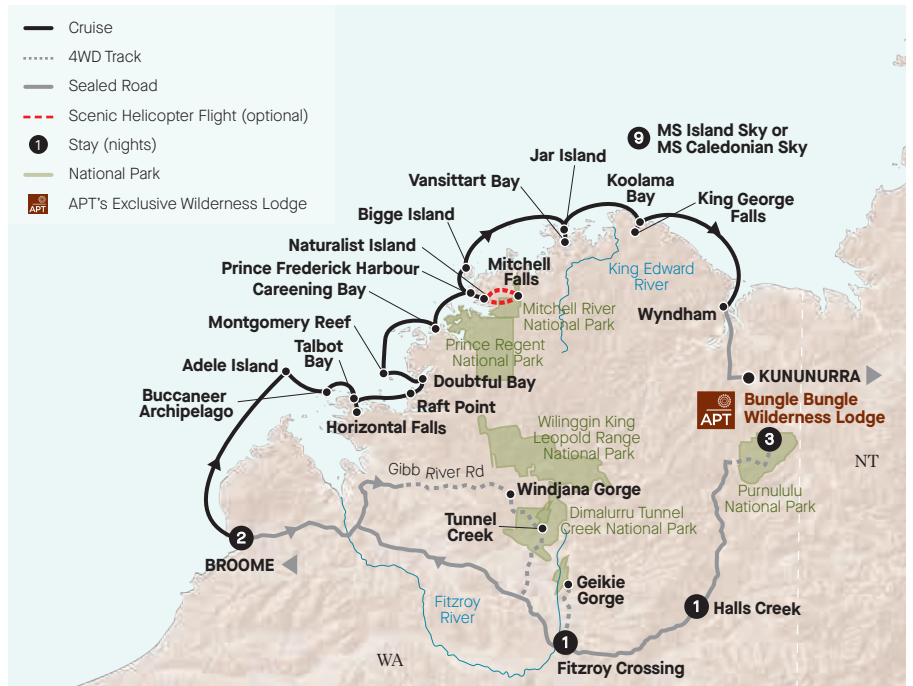 Cruise
4WD Track
Sealed Road
Scenic Helicopter Flight (optional)
1 Stay (nights)
National Park
APT APT's Exclusive Wilderness Lodge
9 MS Island Sky or
MS Caledonian Sky
Jar Island
Vansittart Bay
Koolama
Bay
King George
Falls
Bigge Island
Naturalist Island
Mitchell
Falls
King Edward
River
Prince Frederick Harbour
Careening Bay
Mitchell River
National Park
Wyndham
Montgomery Reef
Prince Regent
National Park
Talbot
Bay
Adele Island
Doubtful Bay
KUNUNURRA
Buccaneer
Archipelago
Raft Point
Horizontal Falls
APT
Bungle Bungle
Wilderness Lodge
3
Wilinggin King
Leopold Range
National Park
NT
Gibb River Rd
Windjana Gorge
Purnululu
National Park
Tunnel
Creek
Dimalurru Tunnel
Creek National Park
2
BROOME
Geikie
Gorge
Fitzroy
River
1 Halls Creek
WA
1
Fitzroy Crossing